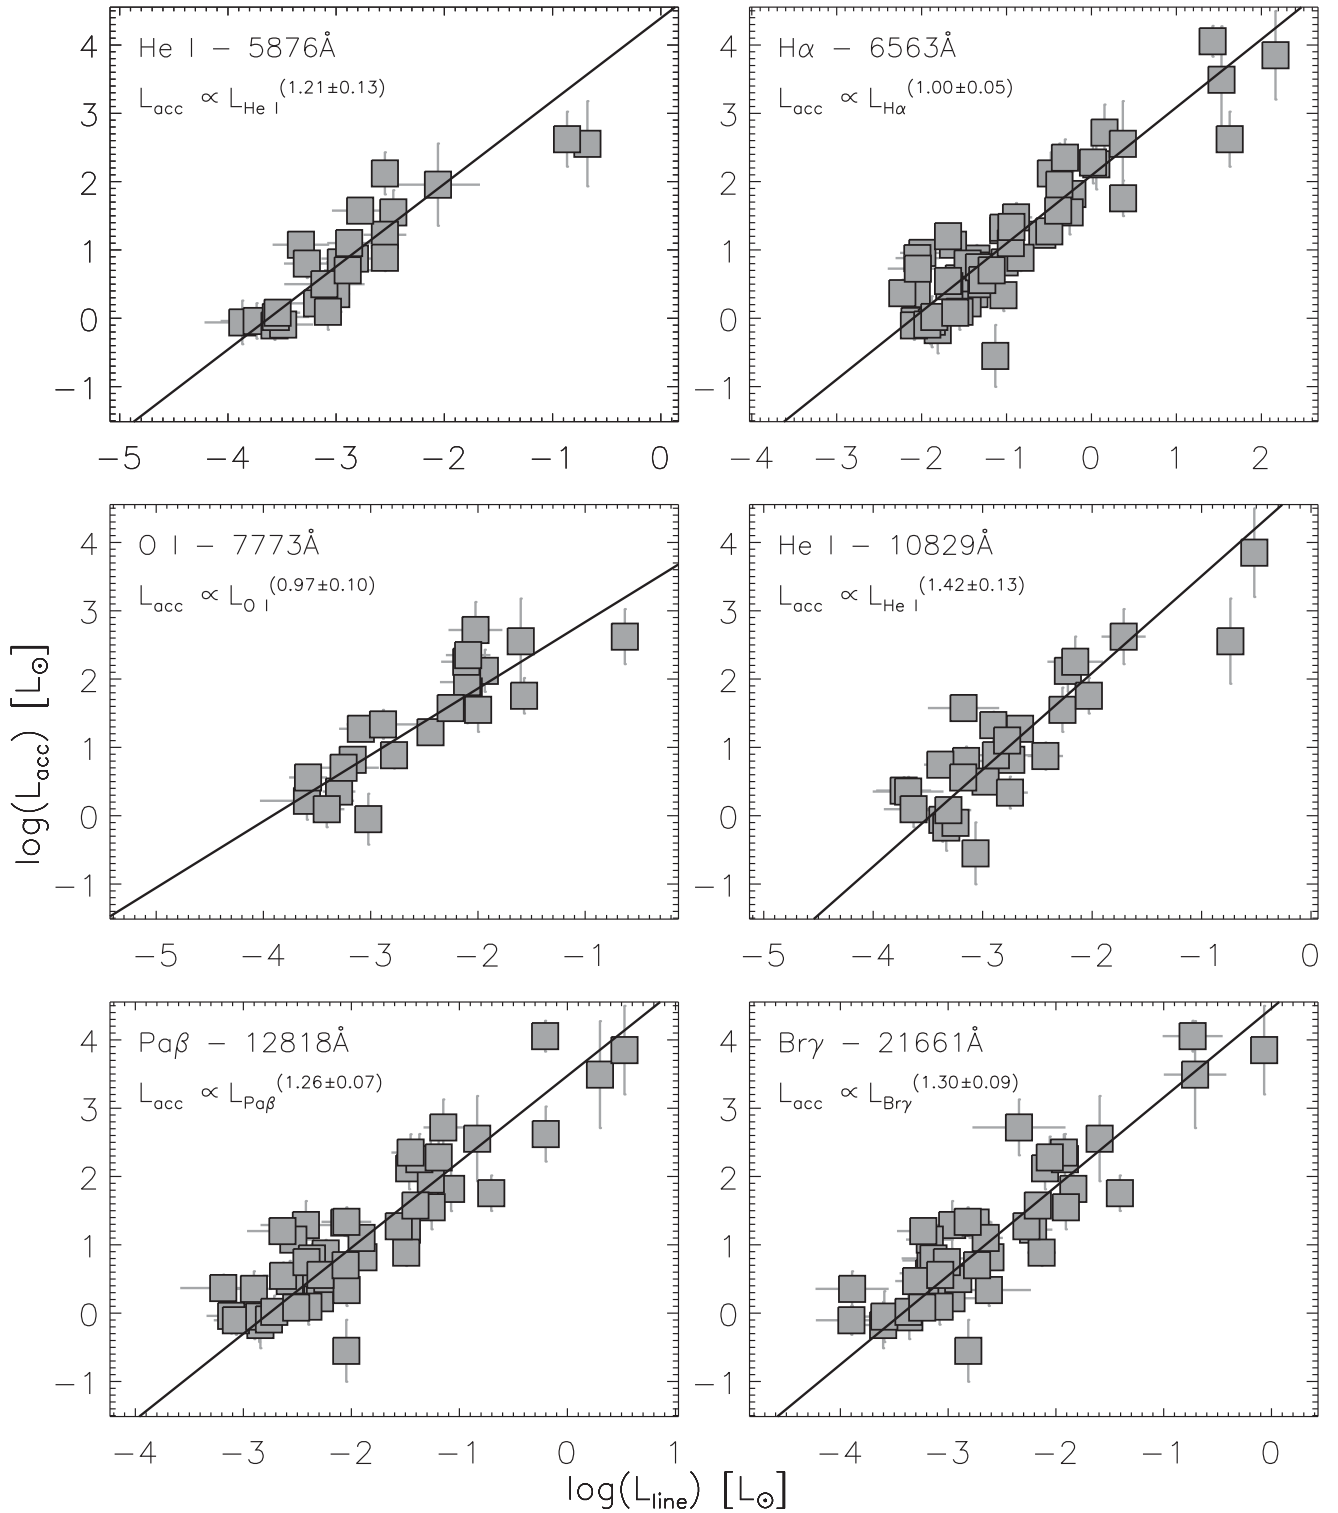 He I – 5876Å
L_acc ∝ L_He I^(1.21±0.13)
4
3
2
1
0
−1
−5 −4 −3 −2 −1 0
Hα – 6563Å
L_acc ∝ L_Hα^(1.00±0.05)
4
3
2
1
0
−1
−4 −3 −2 −1 0 1 2
O I – 7773Å
L_acc ∝ L_O I^(0.97±0.10)
4
3
2
1
0
−1
−5 −4 −3 −2 −1
He I – 10829Å
L_acc ∝ L_He I^(1.42±0.13)
4
3
2
1
0
−1
−5 −4 −3 −2 −1 0
Paβ – 12818Å
L_acc ∝ L_Paβ^(1.26±0.07)
4
3
2
1
0
−1
−4 −3 −2 −1 0 1
Brγ – 21661Å
L_acc ∝ L_Brγ^(1.30±0.09)
4
3
2
1
0
−1
−4 −3 −2 −1 0
log(L_acc) [L_⊙]
log(L_line) [L_⊙]